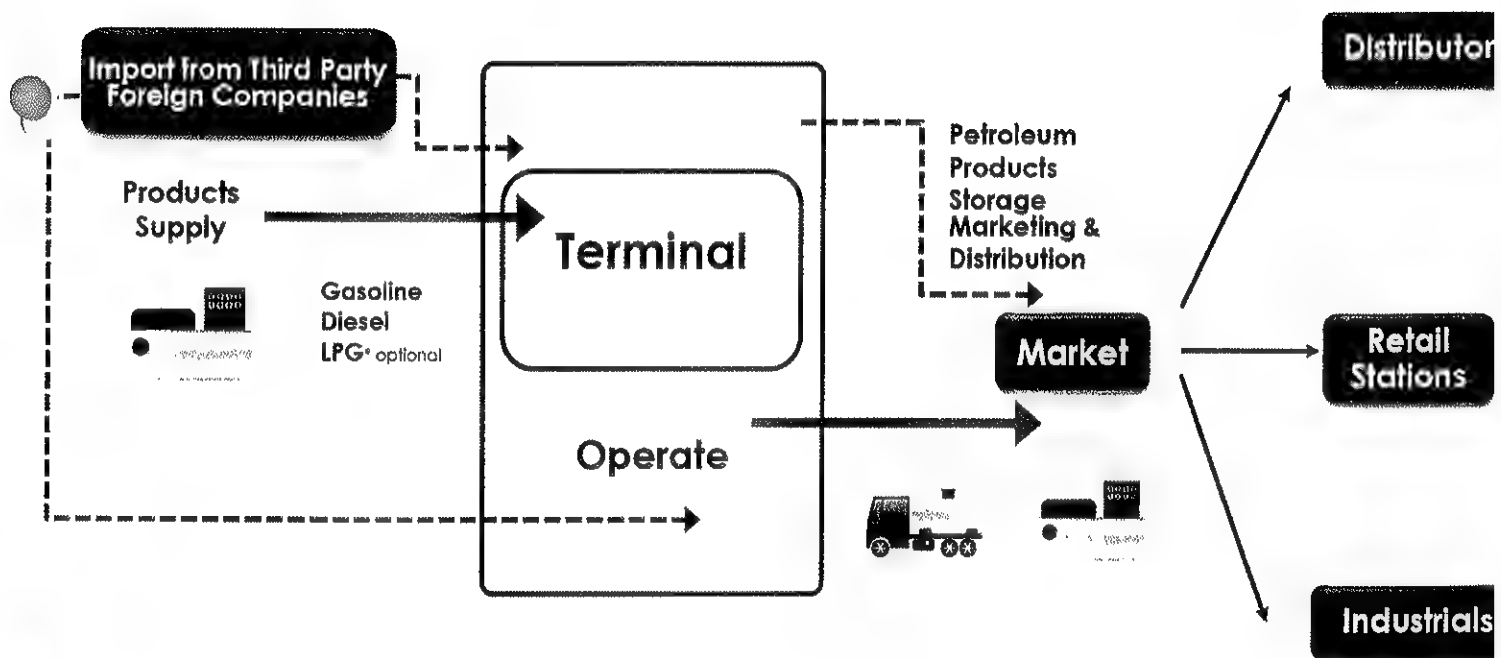 Import from Third Party
Foreign Companies
Products
Supply
Gasoline
Diesel
LPG* optional
Terminal
Operate
Petroleum
Products
Storage
Marketing &
Distribution
Market
Distributor
Retail
Stations
Industrials